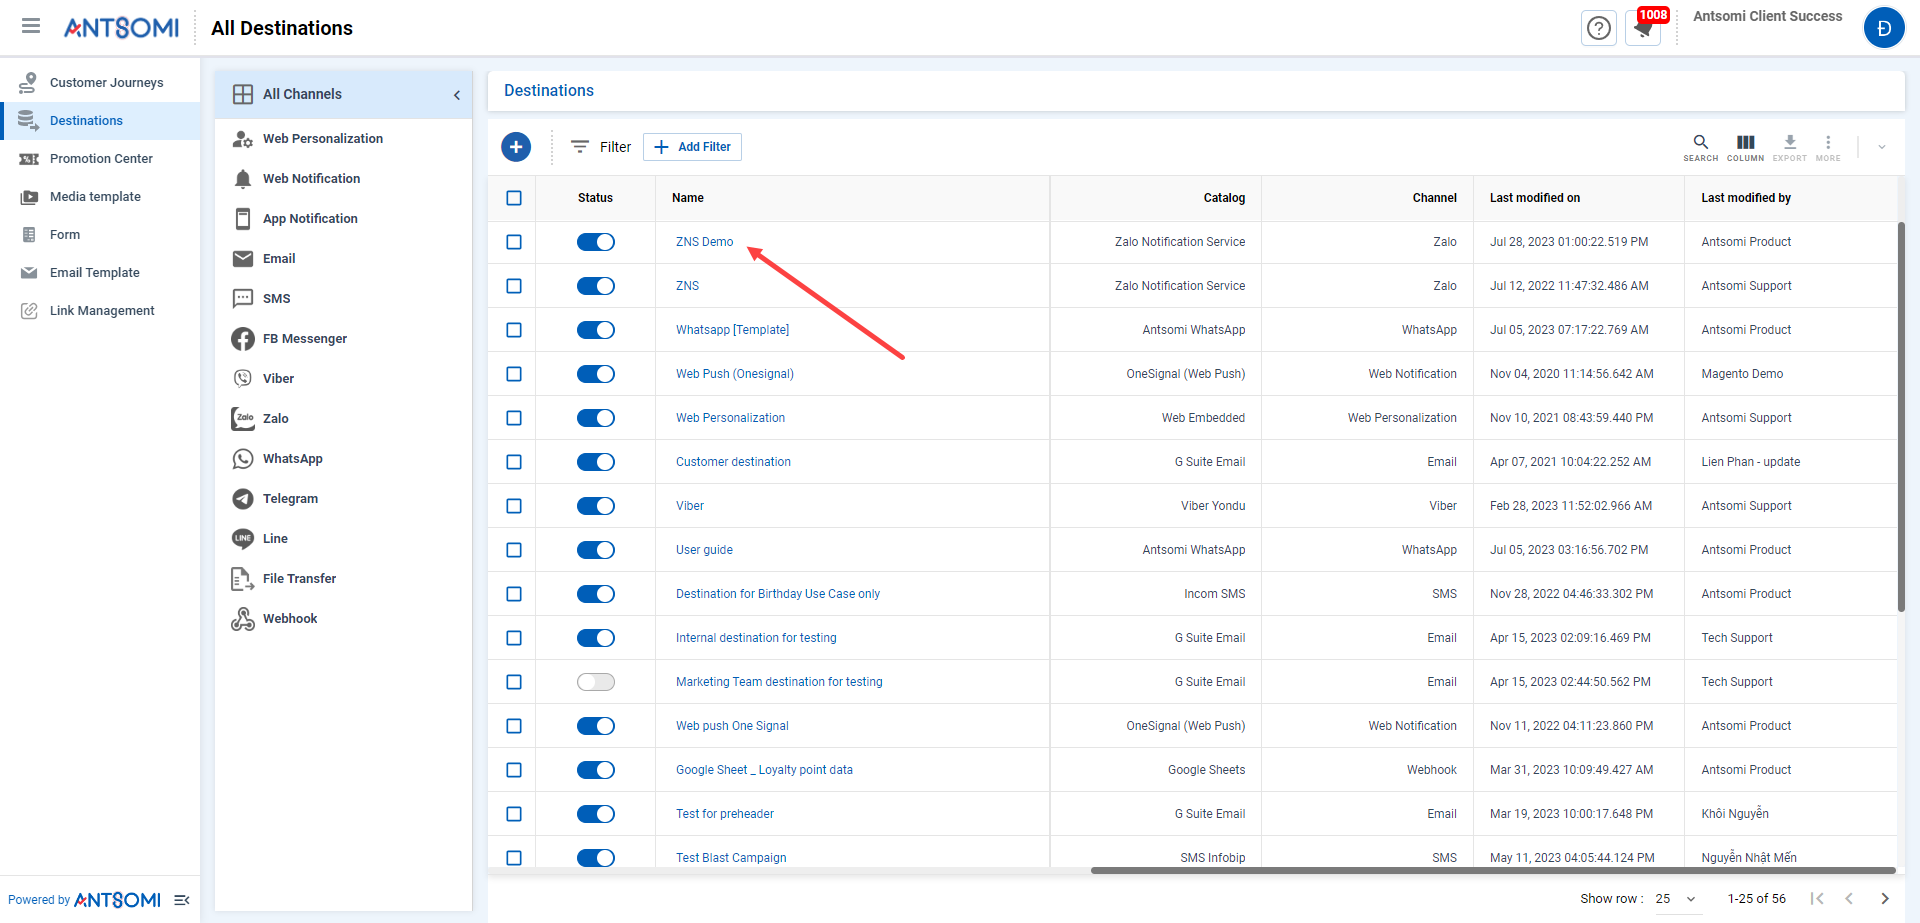 ANTSOMI
All Destinations
1008
Antsomi Client Success
Đ
Customer Journeys
Destinations
Promotion Center
Media template
Form
Email Template
Link Management
Powered by ANTSOMI
All Channels
Web Personalization
Web Notification
App Notification
Email
SMS
FB Messenger
Viber
Zalo
Zalo
WhatsApp
Telegram
LINE
Line
File Transfer
Webhook
Destinations
Filter
Add Filter
SEARCH COLUMN EXPORT MORE
Status Name Catalog Channel Last modified on Last modified by
ZNS Demo Zalo Notification Service Zalo Jul 28, 2023 01:00:22.519 PM Antsomi Product
ZNS Zalo Notification Service Zalo Jul 12, 2022 11:47:32.486 AM Antsomi Support
Whatsapp [Template] Antsomi WhatsApp WhatsApp Jul 05, 2023 07:17:22.769 AM Antsomi Product
Web Push (Onesignal) OneSignal (Web Push) Web Notification Nov 04, 2020 11:14:56.642 AM Magento Demo
Web Personalization Web Embedded Web Personalization Nov 10, 2021 08:43:59.440 PM Antsomi Support
Customer destination G Suite Email Email Apr 07, 2021 10:04:22.252 AM Lien Phan - update
Viber Viber Yondu Viber Feb 28, 2023 11:52:02.966 AM Antsomi Support
User guide Antsomi WhatsApp WhatsApp Jul 05, 2023 03:16:56.702 PM Antsomi Product
Destination for Birthday Use Case only Incom SMS SMS Nov 28, 2022 04:46:33.302 PM Antsomi Product
Internal destination for testing G Suite Email Email Apr 15, 2023 02:09:16.469 PM Tech Support
Marketing Team destination for testing G Suite Email Email Apr 15, 2023 02:44:50.562 PM Tech Support
Web push One Signal OneSignal (Web Push) Web Notification Nov 11, 2022 04:11:23.860 PM Antsomi Product
Google Sheet _ Loyalty point data Google Sheets Webhook Mar 31, 2023 10:09:49.427 AM Antsomi Product
Test for preheader G Suite Email Email Mar 19, 2023 10:00:17.648 PM Khôi Nguyễn
Test Blast Campaign SMS Infobip SMS May 11, 2023 04:05:44.124 PM Nguyễn Nhật Mến
Show row : 25 1-25 of 56